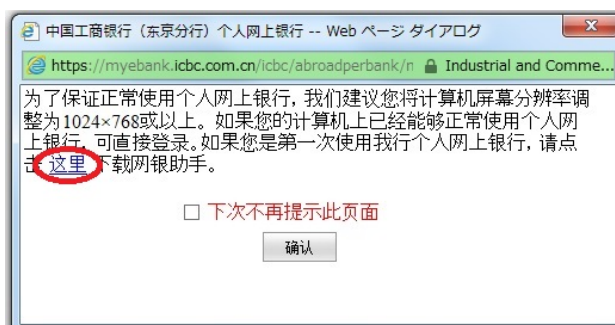 中国工商银行（东京分行）个人网上银行 -- Web ページ ダイアログ
https://myebank.icbc.com.cn/icbc/abroadperbank/n Industrial and Comme...
为了保证正常使用个人网上银行，我们建议您将计算机屏幕分辨率调
整为1024×768或以上。如果您的计算机上已经能够正常使用个人网
上银行，可直接登录。如果您是第一次使用我行个人网上银行，请点
击 这里 下载网银助手。
下次不再提示此页面
确认